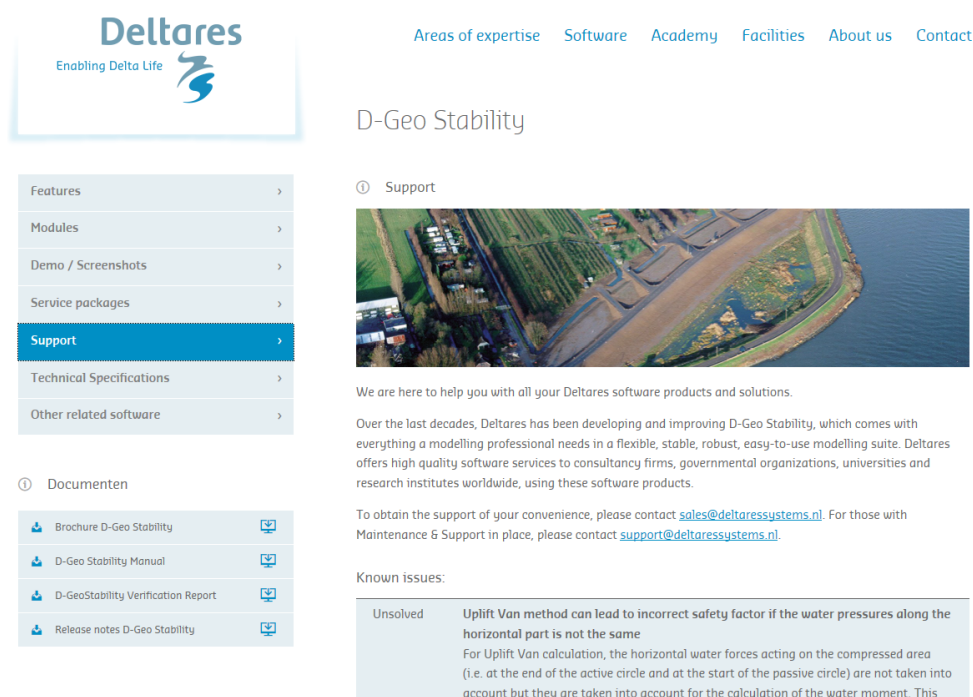 Deltares
Enabling Delta Life
Areas of expertise Software Academy Facilities About us Contact
D-Geo Stability
Features
Modules
Demo / Screenshots
Service packages
Support
Technical Specifications
Other related software
Documenten
Brochure D-Geo Stability
D-Geo Stability Manual
D-GeoStability Verification Report
Release notes D-Geo Stability
Support
We are here to help you with all your Deltares software products and solutions.
Over the last decades, Deltares has been developing and improving D-Geo Stability, which comes with
everything a modelling professional needs in a flexible, stable, robust, easy-to-use modelling suite. Deltares
offers high quality software services to consultancy firms, governmental organizations, universities and
research institutes worldwide, using these software products.
To obtain the support of your convenience, please contact sales@deltaressystems.nl. For those with
Maintenance & Support in place, please contact support@deltaressystems.nl.
Known issues:
Unsolved Uplift Van method can lead to incorrect safety factor if the water pressures along the
horizontal part is not the same
For Uplift Van calculation, the horizontal water forces acting on the compressed area
(i.e. at the end of the active circle and at the start of the passive circle) are not taken into
account but they are taken into account for the calculation of the water moment. This